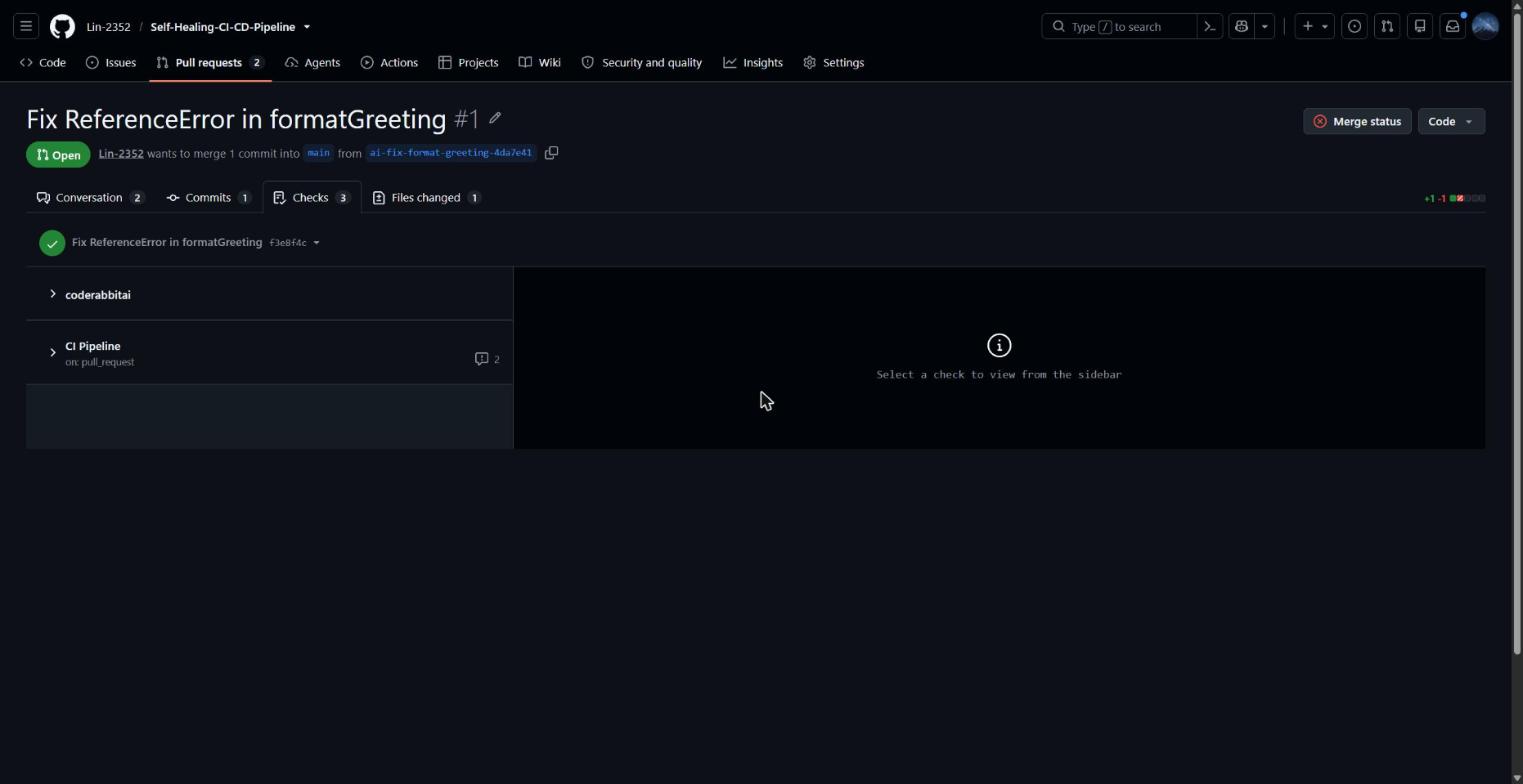 Lin-2352 / Self-Healing-CI-CD-Pipeline
Type / to search
Code
Issues
Pull requests 2
Agents
Actions
Projects
Wiki
Security and quality
Insights
Settings
Fix ReferenceError in formatGreeting #1
Merge status
Code
Open
Lin-2352 wants to merge 1 commit into main from ai-fix-format-greeting-4da7e41
Conversation 2
Commits 1
Checks 3
Files changed 1
+1 -1
Fix ReferenceError in formatGreeting f3e8f4c
coderabbitai
CI Pipeline
on: pull_request
2
Select a check to view from the sidebar